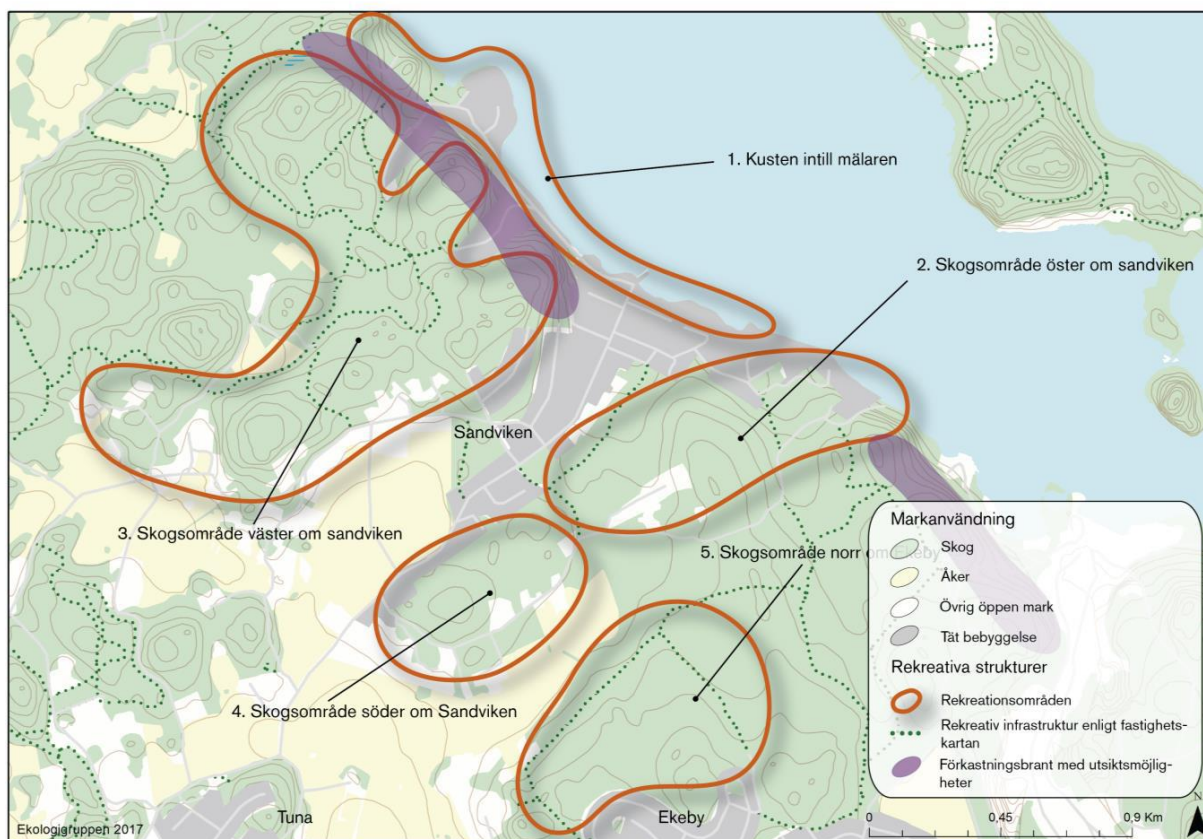 1. Kusten intill mälaren
2. Skogsområde öster om sandviken
Sandviken
3. Skogsområde väster om sandviken
5. Skogsområde norr om Ekeby
4. Skogsområde söder om Sandviken
Tuna
Ekeby
Ekologigruppen 2017
Markanvändning
Skog
Åker
Övrig öppen mark
Tät bebyggelse
Rekreativa strukturer
Rekreationsområden
Rekreativ infrastruktur enligt fastighets-
kartan
Förkastningsbrant med utsiktsmöjlig-
heter
N
0 0,45 0,9 Km